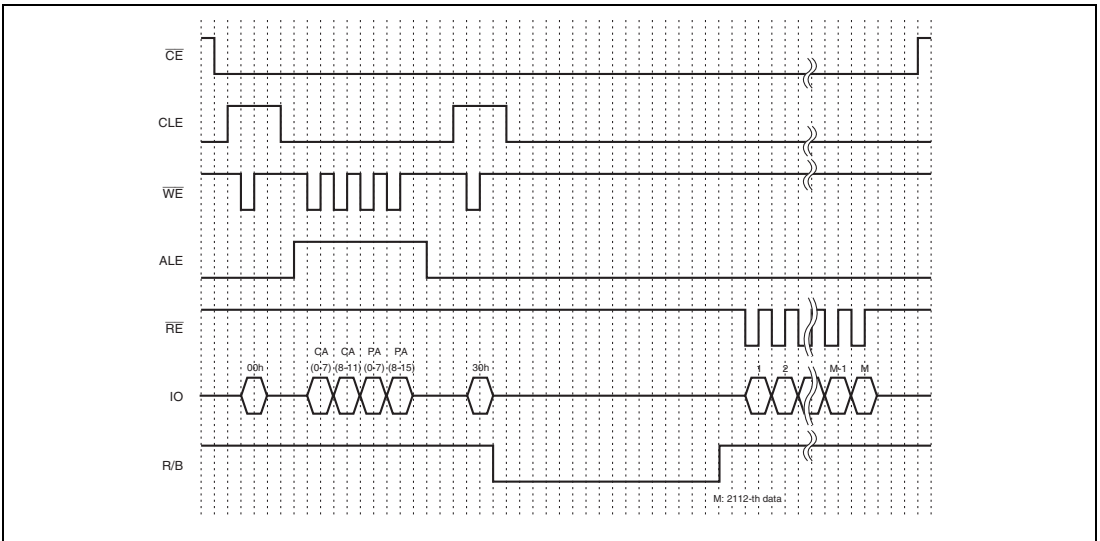 CE
CLE
WE
ALE
RE
CA CA PA PA
00h (0-7) (8-11) (0-7) (8-15) 30h 1 2 M-1 M
IO
R/B
M: 2112-th data